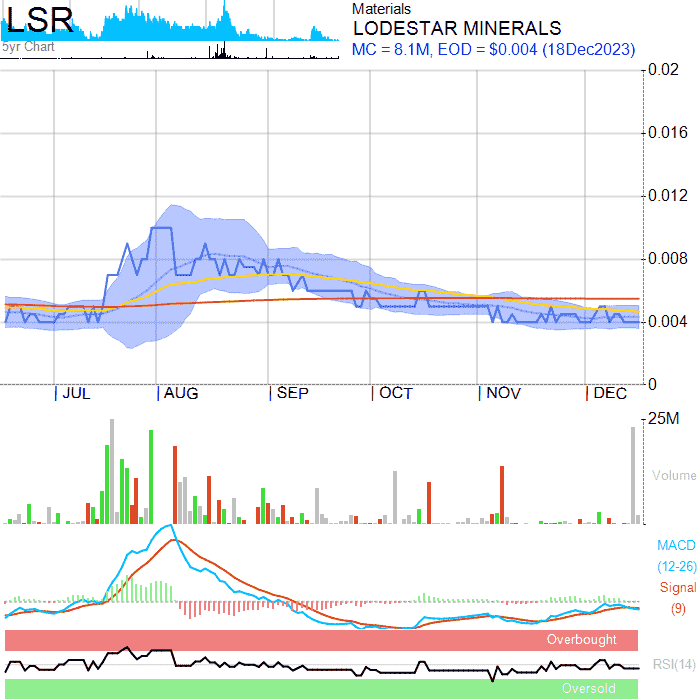 LSR
5yr Chart
Materials
LODESTAR MINERALS
MC = 8.1M, EOD = $0.004 (18Dec2023)
0.02
0.016
0.012
0.008
0.004
0
JUL AUG SEP OCT NOV DEC
25M
Volume
MACD
(12-26)
Signal
(9)
Overbought
RSI(14)
Oversold